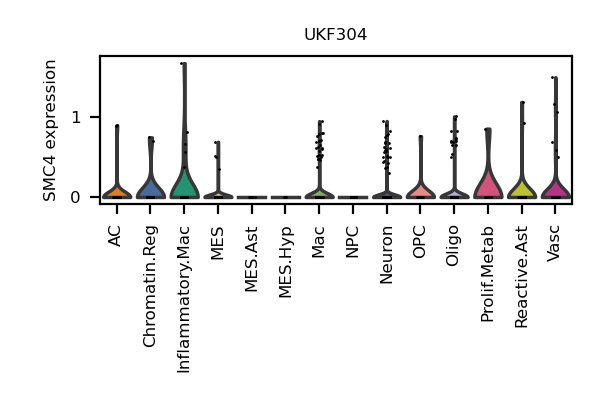 UKF304
SMC4 expression
1
0
AC
Chromatin.Reg
Inflammatory.Mac
MES
MES.Ast
MES.Hyp
Mac
NPC
Neuron
OPC
Oligo
Prolif.Metab
Reactive.Ast
Vasc